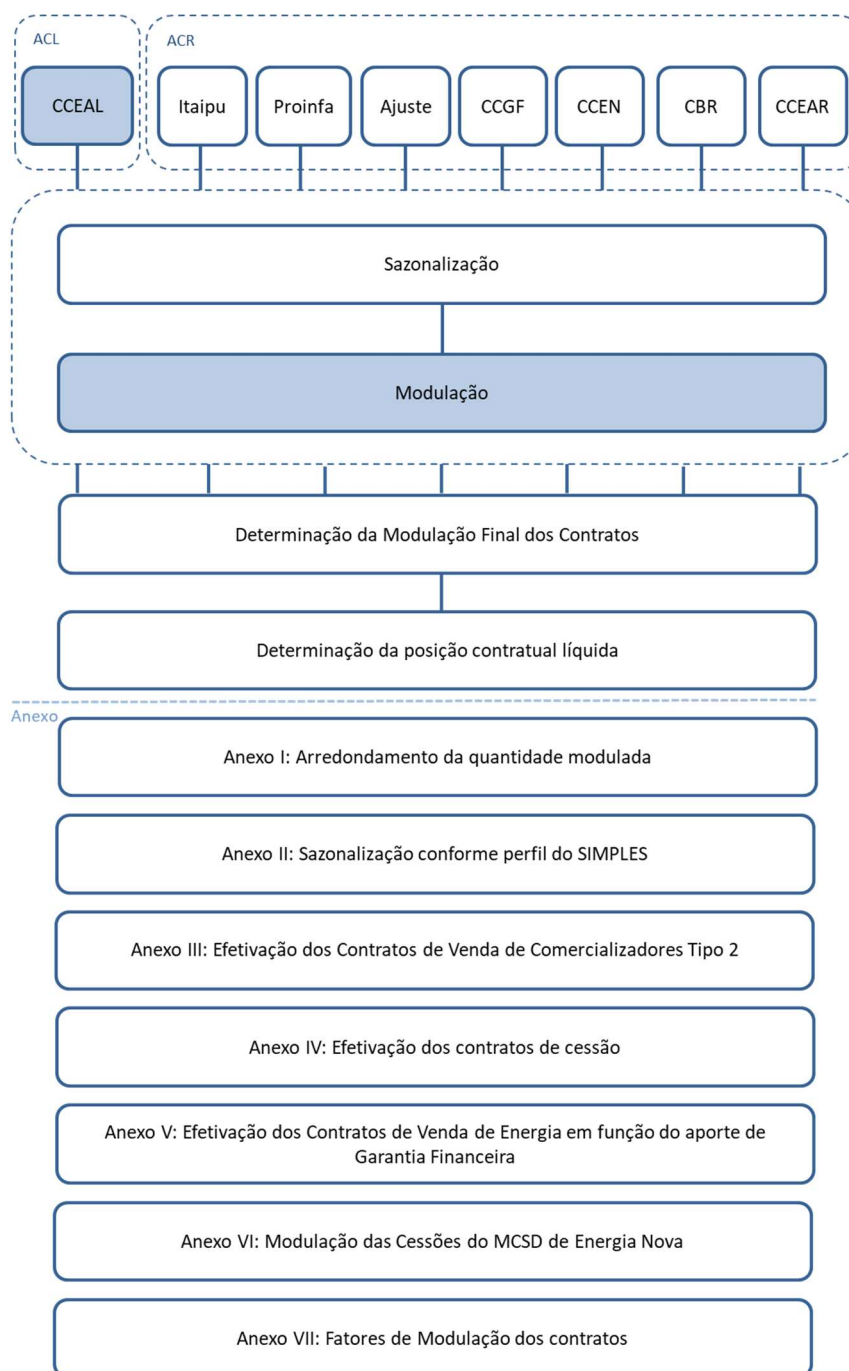 ACL
ACR
CCEAL
Itaipu
Proinfa
Ajuste
CCGF
CCEN
CBR
CCEAR
Sazonalização
Modulação
Determinação da Modulação Final dos Contratos
Determinação da posição contratual líquida
Anexo
Anexo I: Arredondamento da quantidade modulada
Anexo II: Sazonalização conforme perfil do SIMPLES
Anexo III: Efetivação dos Contratos de Venda de Comercializadores Tipo 2
Anexo IV: Efetivação dos contratos de cessão
Anexo V: Efetivação dos Contratos de Venda de Energia em função do aporte de
Garantia Financeira
Anexo VI: Modulação das Cessões do MCSD de Energia Nova
Anexo VII: Fatores de Modulação dos contratos